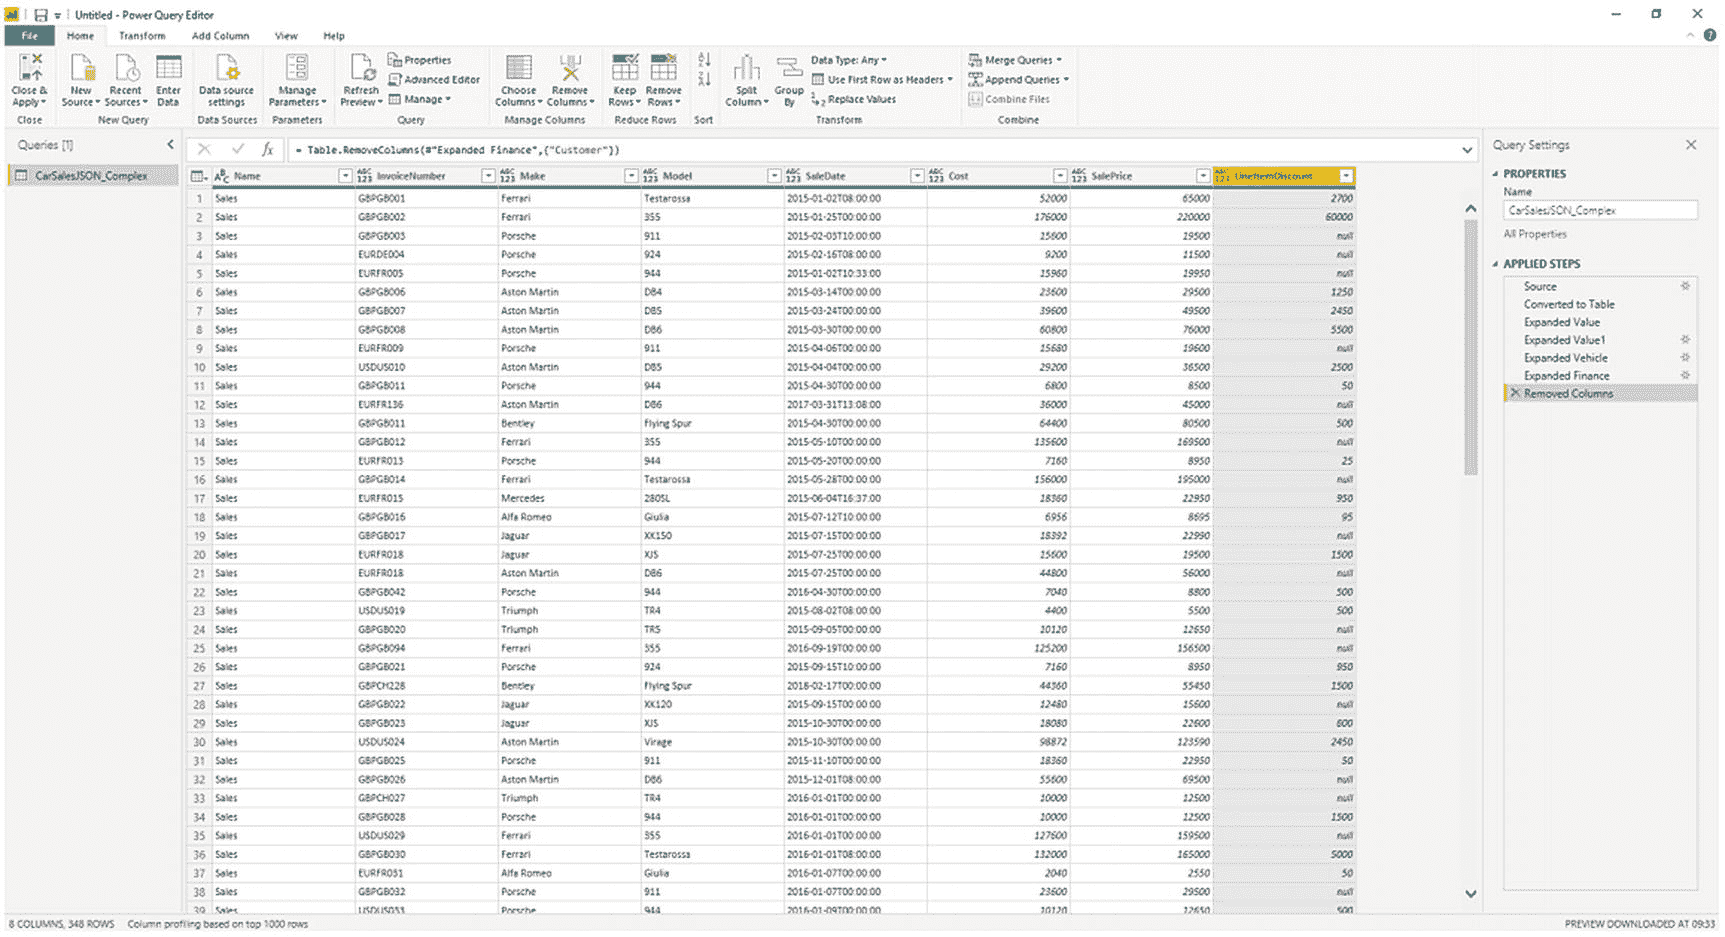 Untitled - Power Query Editor
File Home Transform Add Column View Help
Close & Apply New Source Recent Sources Enter Data Data source settings Manage Parameters Refresh Preview Properties Advanced Editor Manage Choose Columns Remove Columns Keep Rows Remove Rows Split Column Group By Data Type: Any Use First Row as Headers Replace Values Merge Queries Append Queries Combine Files
Close New Query Data Sources Parameters Query Manage Columns Reduce Rows Sort Transform Combine
Queries [1]
CarSalesJSON_Complex
= Table.RemoveColumns(#"Expanded Finance",{"Customer"})
Name InvoiceNumber Make Model SaleDate Cost SalePrice LineItemDiscount
1 Sales GBPGB001 Ferrari Testarossa 2015-01-02T08:00:00 52000 65000 2700
2 Sales GBPGB002 Ferrari 355 2015-01-25T00:00:00 176000 220000 60000
3 Sales GBPGB003 Porsche 911 2015-02-03T10:00:00 15600 19500 null
4 Sales EURDE004 Porsche 924 2015-02-16T08:00:00 9200 11500 null
5 Sales EURFR005 Porsche 944 2015-01-02T10:33:00 15960 19950 null
6 Sales GBPGB006 Aston Martin DB4 2015-03-14T00:00:00 23600 29500 1250
7 Sales GBPGB007 Aston Martin DB5 2015-03-24T00:00:00 39600 49500 2450
8 Sales GBPGB008 Aston Martin DB6 2015-03-30T00:00:00 60800 76000 5500
9 Sales EURFR009 Porsche 911 2015-04-06T00:00:00 15680 19600 null
10 Sales USDUS010 Aston Martin DB5 2015-04-04T00:00:00 29200 36500 2500
11 Sales GBPGB011 Porsche 944 2015-04-30T00:00:00 6800 8500 50
12 Sales EURFR136 Aston Martin DB6 2017-03-31T13:08:00 36000 45000 null
13 Sales GBPGB011 Bentley Flying Spur 2015-04-30T00:00:00 64400 80500 500
14 Sales GBPGB012 Ferrari 355 2015-05-10T00:00:00 135600 169500 null
15 Sales EURFR013 Porsche 944 2015-05-20T00:00:00 7160 8950 25
16 Sales GBPGB014 Ferrari Testarossa 2015-05-28T00:00:00 156000 195000 null
17 Sales EURFR015 Mercedes 280SL 2015-06-04T16:37:00 18360 22950 950
18 Sales GBPGB016 Alfa Romeo Giulia 2015-07-12T10:00:00 6956 8695 95
19 Sales GBPGB017 Jaguar XK150 2015-07-15T00:00:00 18392 22990 null
20 Sales EURFR018 Jaguar XJS 2015-07-25T00:00:00 15600 19500 1500
21 Sales EURFR018 Aston Martin DB6 2015-07-25T00:00:00 44800 56000 null
22 Sales GBPGB042 Porsche 944 2016-04-30T00:00:00 7040 8800 500
23 Sales USDUS019 Triumph TR4 2015-08-02T08:00:00 4400 5500 500
24 Sales GBPGB020 Triumph TR5 2015-09-05T00:00:00 10120 12650 null
25 Sales GBPGB094 Ferrari 355 2016-09-19T00:00:00 125200 156500 null
26 Sales GBPGB021 Porsche 924 2015-09-15T10:00:00 7160 8950 950
27 Sales GBPCH228 Bentley Flying Spur 2018-02-17T00:00:00 44360 55450 1500
28 Sales GBPGB022 Jaguar XK120 2015-09-15T00:00:00 12480 15600 null
29 Sales GBPGB023 Jaguar XJS 2015-10-30T00:00:00 18080 22600 600
30 Sales USDUS024 Aston Martin Virage 2015-10-30T00:00:00 98872 123590 2450
31 Sales GBPGB025 Porsche 911 2015-11-10T00:00:00 18360 22950 50
32 Sales GBPGB026 Aston Martin DB6 2015-12-01T08:00:00 55600 69500 null
33 Sales GBPCH027 Triumph TR4 2016-01-01T00:00:00 10000 12500 null
34 Sales GBPGB028 Porsche 944 2016-01-01T00:00:00 10000 12500 1500
35 Sales USDUS029 Ferrari 355 2016-01-01T00:00:00 127600 159500 null
36 Sales GBPGB030 Ferrari Testarossa 2016-01-01T08:00:00 132000 165000 5000
37 Sales EURFR031 Alfa Romeo Giulia 2016-01-07T00:00:00 2040 2550 50
38 Sales GBPGB032 Porsche 911 2016-01-07T00:00:00 23600 29500 null
39 Sales USDUS033 Porsche 944 2016-01-09T00:00:00 10120 12650 500
Query Settings
PROPERTIES
Name
CarSalesJSON_Complex
All Properties
APPLIED STEPS
Source
Converted to Table
Expanded Value
Expanded Value1
Expanded Vehicle
Expanded Finance
Removed Columns
8 COLUMNS, 348 ROWS Column profiling based on top 1000 rows
PREVIEW DOWNLOADED AT 09:33